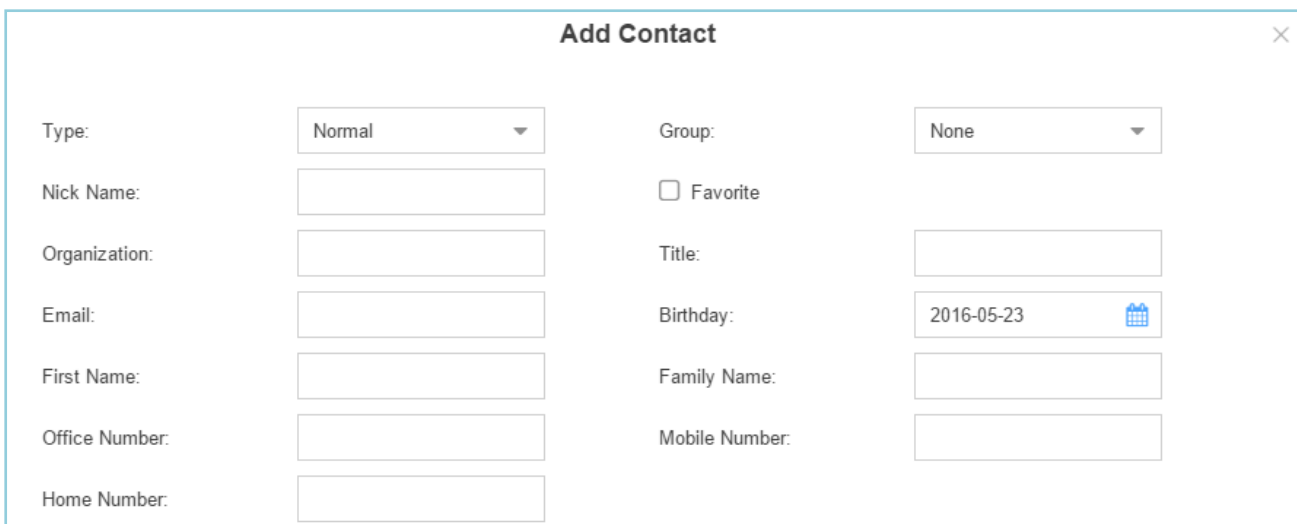 Add Contact
Type: Normal Group: None
Nick Name: Favorite
Organization: Title:
Email: Birthday: 2016-05-23
First Name: Family Name:
Office Number: Mobile Number:
Home Number: